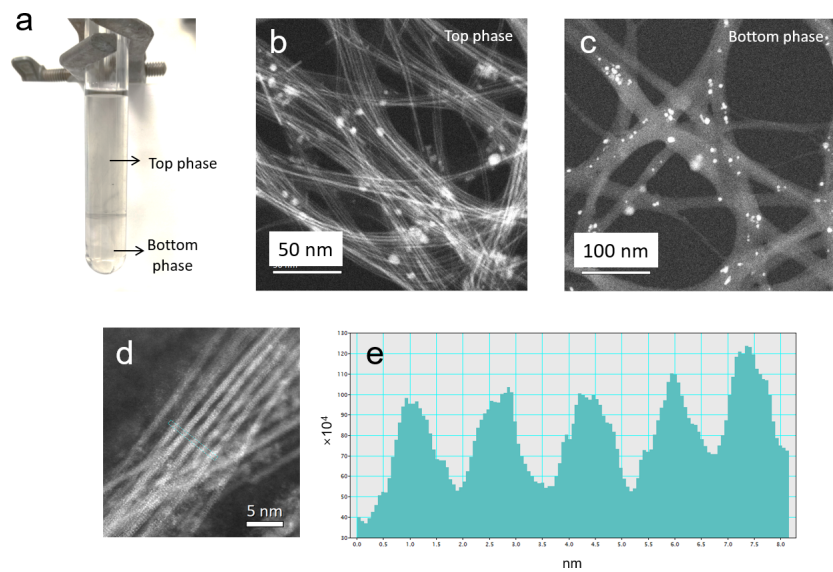 a
Top phase
Bottom
phase
b
Top phase
50 nm
c
Bottom phase
100 nm
d
5 nm
e
×10⁴
130
120
110
100
90
80
70
60
50
40
30
0.0 0.5 1.0 1.5 2.0 2.5 3.0 3.5 4.0 4.5 5.0 5.5 6.0 6.5 7.0 7.5 8.0
nm